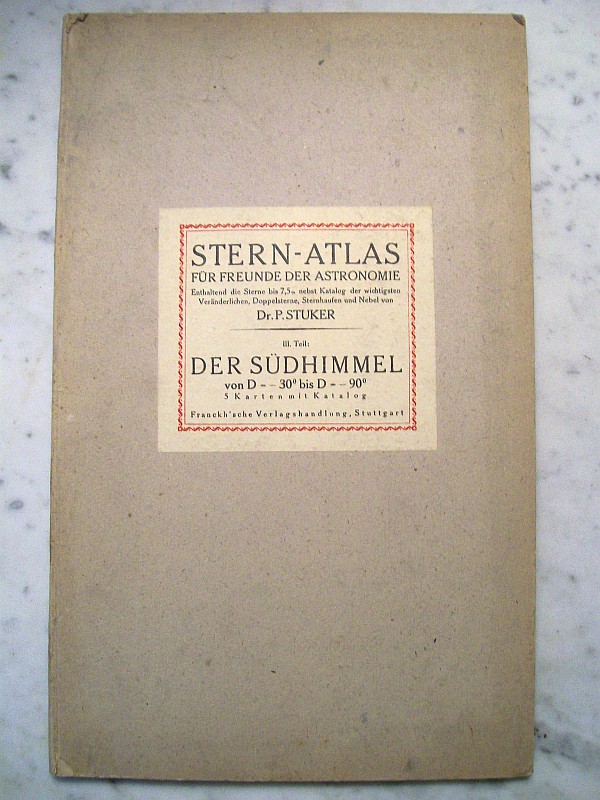 STERN-ATLAS
FÜR FREUNDE DER ASTRONOMIE
Enthaltend die Sterne bis 7,5m nebst Katalog der wichtigsten
Veränderlichen, Doppelsterne, Sternhaufen und Nebel von
Dr. P. STUKER
III. Teil:
DER SÜDHIMMEL
von D = – 30⁰ bis D = – 90⁰
5 Karten mit Katalog
Franckh'sche Verlagshandlung, Stuttgart